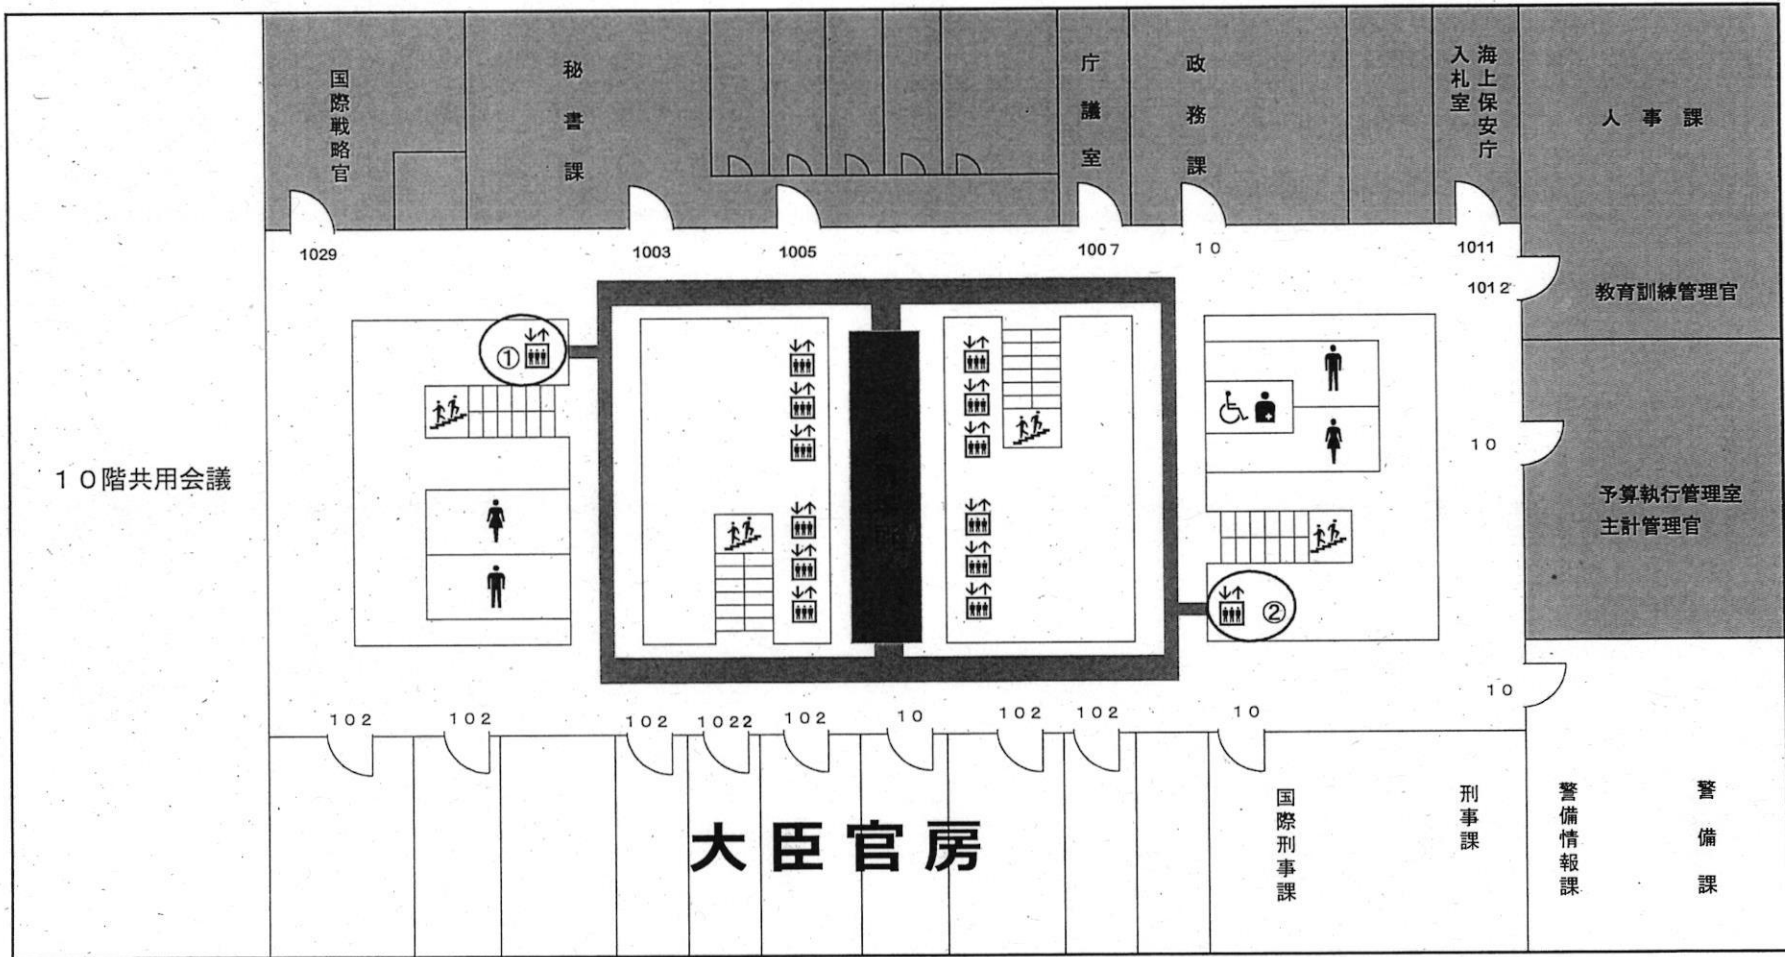 国際戦略官
秘書課
庁議室
政務課
海上保安庁
入札室
人事課
1029
1003
1005
1007
10
1011
1012
教育訓練管理官
①
10
10階共用会議
予算執行管理室
主計管理官
②
10
102
102
102
1022
102
10
102
102
10
大臣官房
国際刑事課
刑事課
警備情報課
警備課